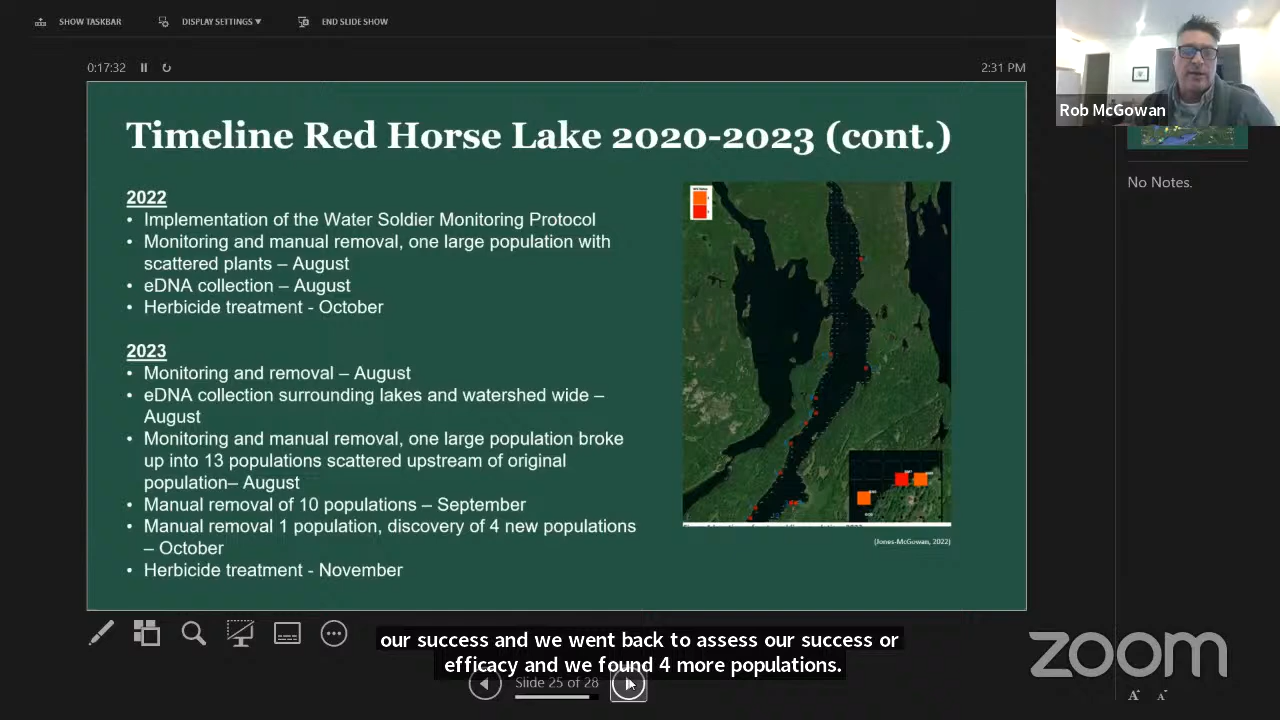 SHOW TASKBAR
DISPLAY SETTINGS
END SLIDE SHOW
0:17:32
2:31 PM
Rob McGowan
No Notes.
Timeline Red Horse Lake 2020-2023 (cont.)
2022
• Implementation of the Water Soldier Monitoring Protocol
• Monitoring and manual removal, one large population with
scattered plants – August
• eDNA collection – August
• Herbicide treatment - October
2023
• Monitoring and removal – August
• eDNA collection surrounding lakes and watershed wide –
August
• Monitoring and manual removal, one large population broke
up into 13 populations scattered upstream of original
population– August
• Manual removal of 10 populations – September
• Manual removal 1 population, discovery of 4 new populations
– October
• Herbicide treatment - November
(Jones-McGowan, 2022)
our success and we went back to assess our success or
efficacy and we found 4 more populations.
Slide 25 of 28
zoom
A A